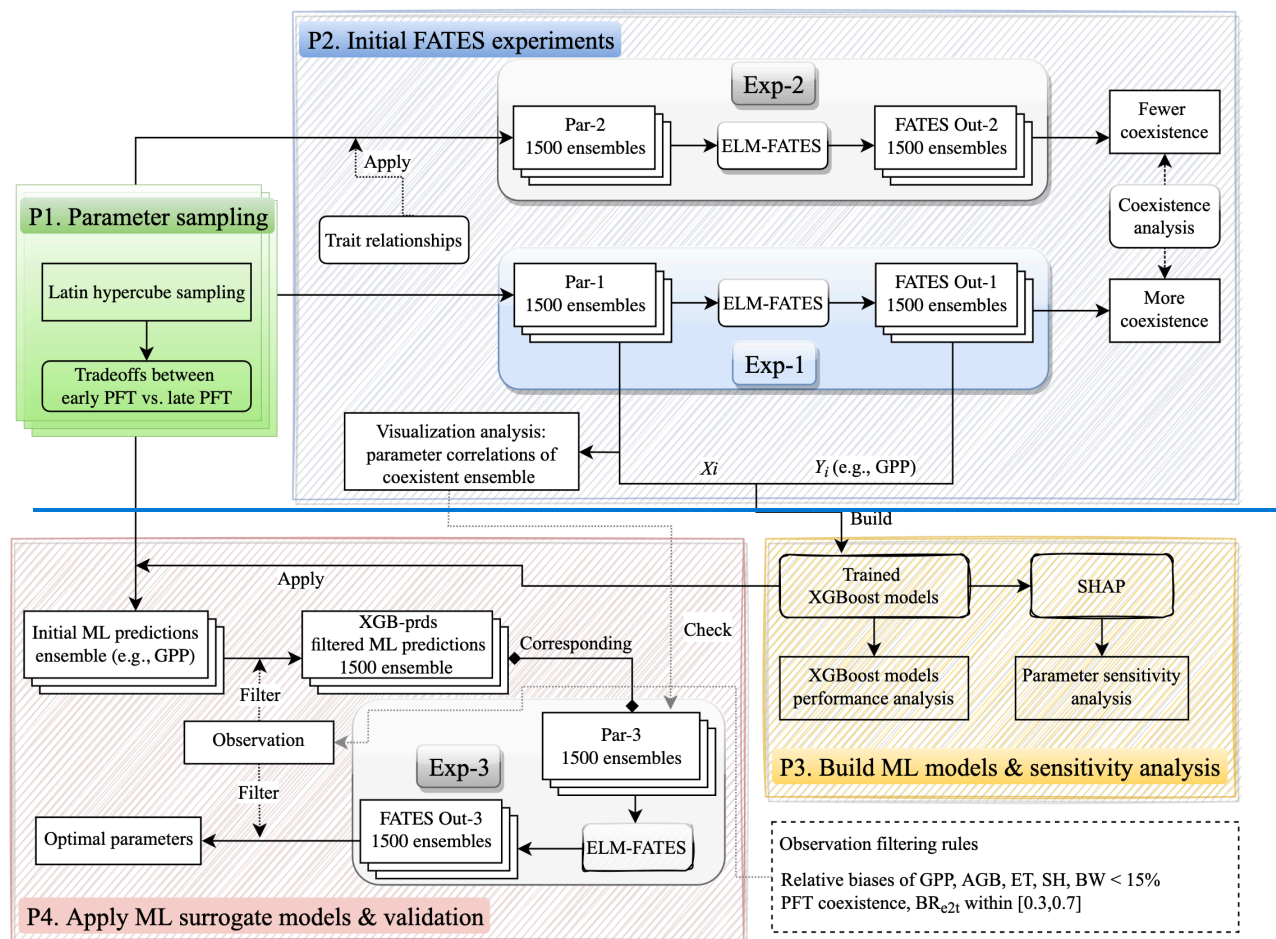 P2. Initial FATES experiments
Exp-2
Par-2
1500 ensembles
ELM-FATES
FATES Out-2
1500 ensembles
Fewer
coexistence
Apply
Trait relationships
Coexistence
analysis
P1. Parameter sampling
Latin hypercube sampling
Tradeoffs between
early PFT vs. late PFT
Par-1
1500 ensembles
ELM-FATES
FATES Out-1
1500 ensembles
More
coexistence
Exp-1
Visualization analysis:
parameter correlations of
coexistent ensemble
Xi
Yi (e.g., GPP)
Build
Trained
XGBoost models
SHAP
XGBoost models
performance analysis
Parameter sensitivity
analysis
P3. Build ML models & sensitivity analysis
Apply
Initial ML predictions
ensemble (e.g., GPP)
XGB-prds
filtered ML predictions
1500 ensemble
Corresponding
Check
Filter
Observation
Filter
Exp-3
Par-3
1500 ensembles
ELM-FATES
FATES Out-3
1500 ensembles
Optimal parameters
P4. Apply ML surrogate models & validation
Observation filtering rules
Relative biases of GPP, AGB, ET, SH, BW < 15%
PFT coexistence, BRe2t within [0.3,0.7]